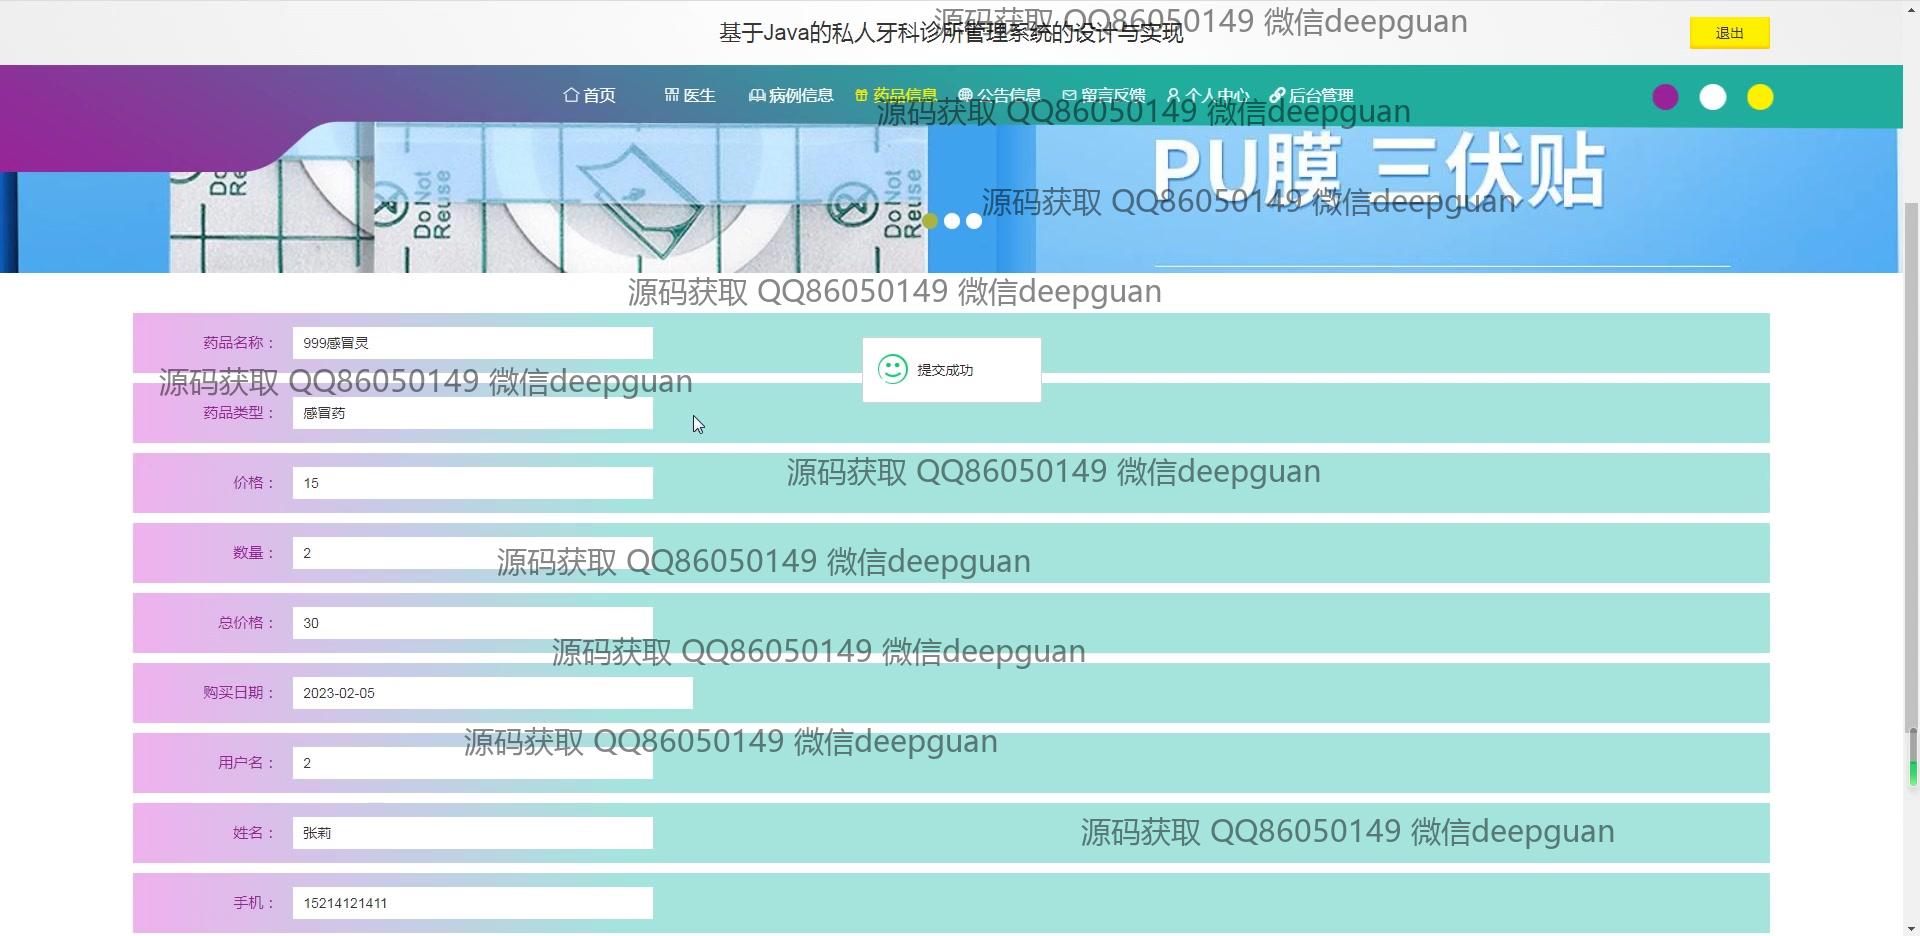 源码获取 QQ86050149 微信deepguan
基于Java的私人牙科诊所管理系统的设计与实现
退出
首页 医生 病例信息 药品信息 公告信息 留言反馈 个人中心 后台管理
源码获取 QQ86050149 微信deepguan
PU膜 三伏贴
Do Not Reuse
Do Not Reuse
源码获取 QQ86050149 微信deepguan
源码获取 QQ86050149 微信deepguan
药品名称： 999感冒灵
提交成功
源码获取 QQ86050149 微信deepguan
药品类型： 感冒药
源码获取 QQ86050149 微信deepguan
价格： 15
数量： 2
源码获取 QQ86050149 微信deepguan
总价格： 30
源码获取 QQ86050149 微信deepguan
购买日期： 2023-02-05
源码获取 QQ86050149 微信deepguan
用户名： 2
姓名： 张莉
源码获取 QQ86050149 微信deepguan
手机： 15214121411